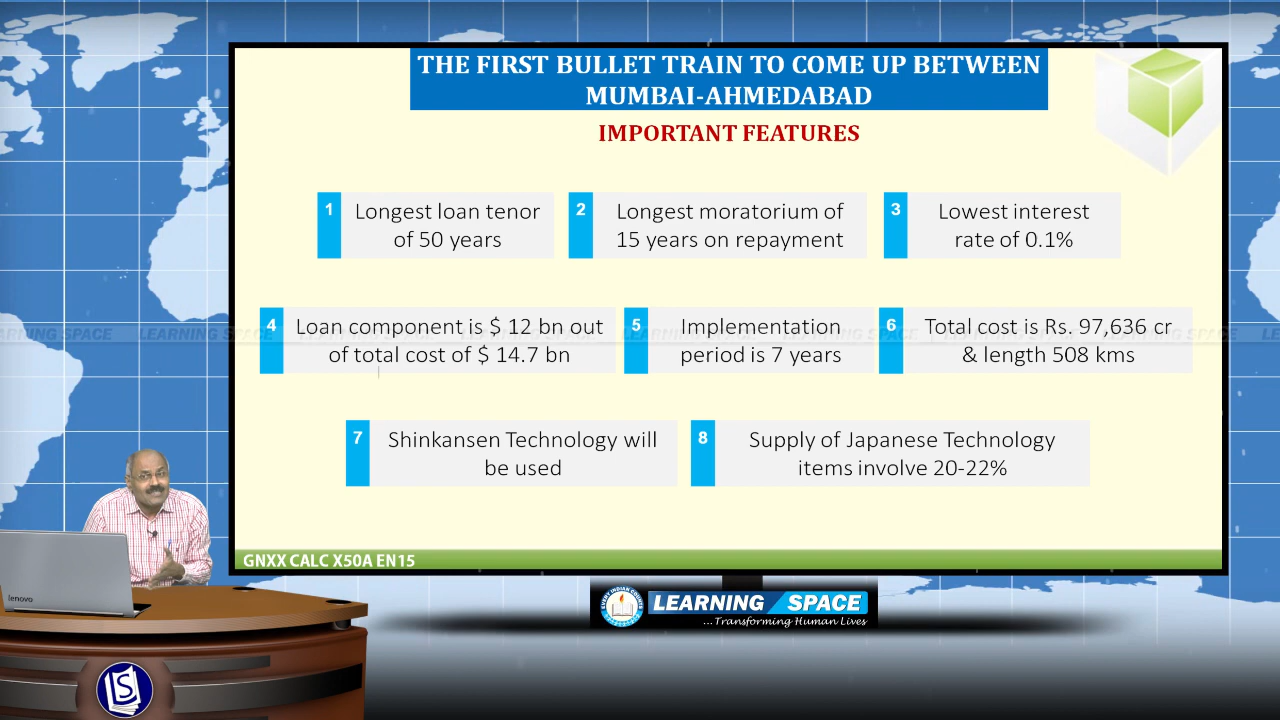 THE FIRST BULLET TRAIN TO COME UP BETWEEN
MUMBAI-AHMEDABAD
IMPORTANT FEATURES
1
Longest loan tenor
of 50 years
2
Longest moratorium of
15 years on repayment
3
Lowest interest
rate of 0.1%
4
Loan component is $ 12 bn out
of total cost of $ 14.7 bn
5
Implementation
period is 7 years
6
Total cost is Rs. 97,636 cr
& length 508 kms
7
Shinkansen Technology will
be used
8
Supply of Japanese Technology
items involve 20-22%
GNXX CALC X50A EN15
lenovo
LEARNING SPACE
...Transforming Human Lives
LS